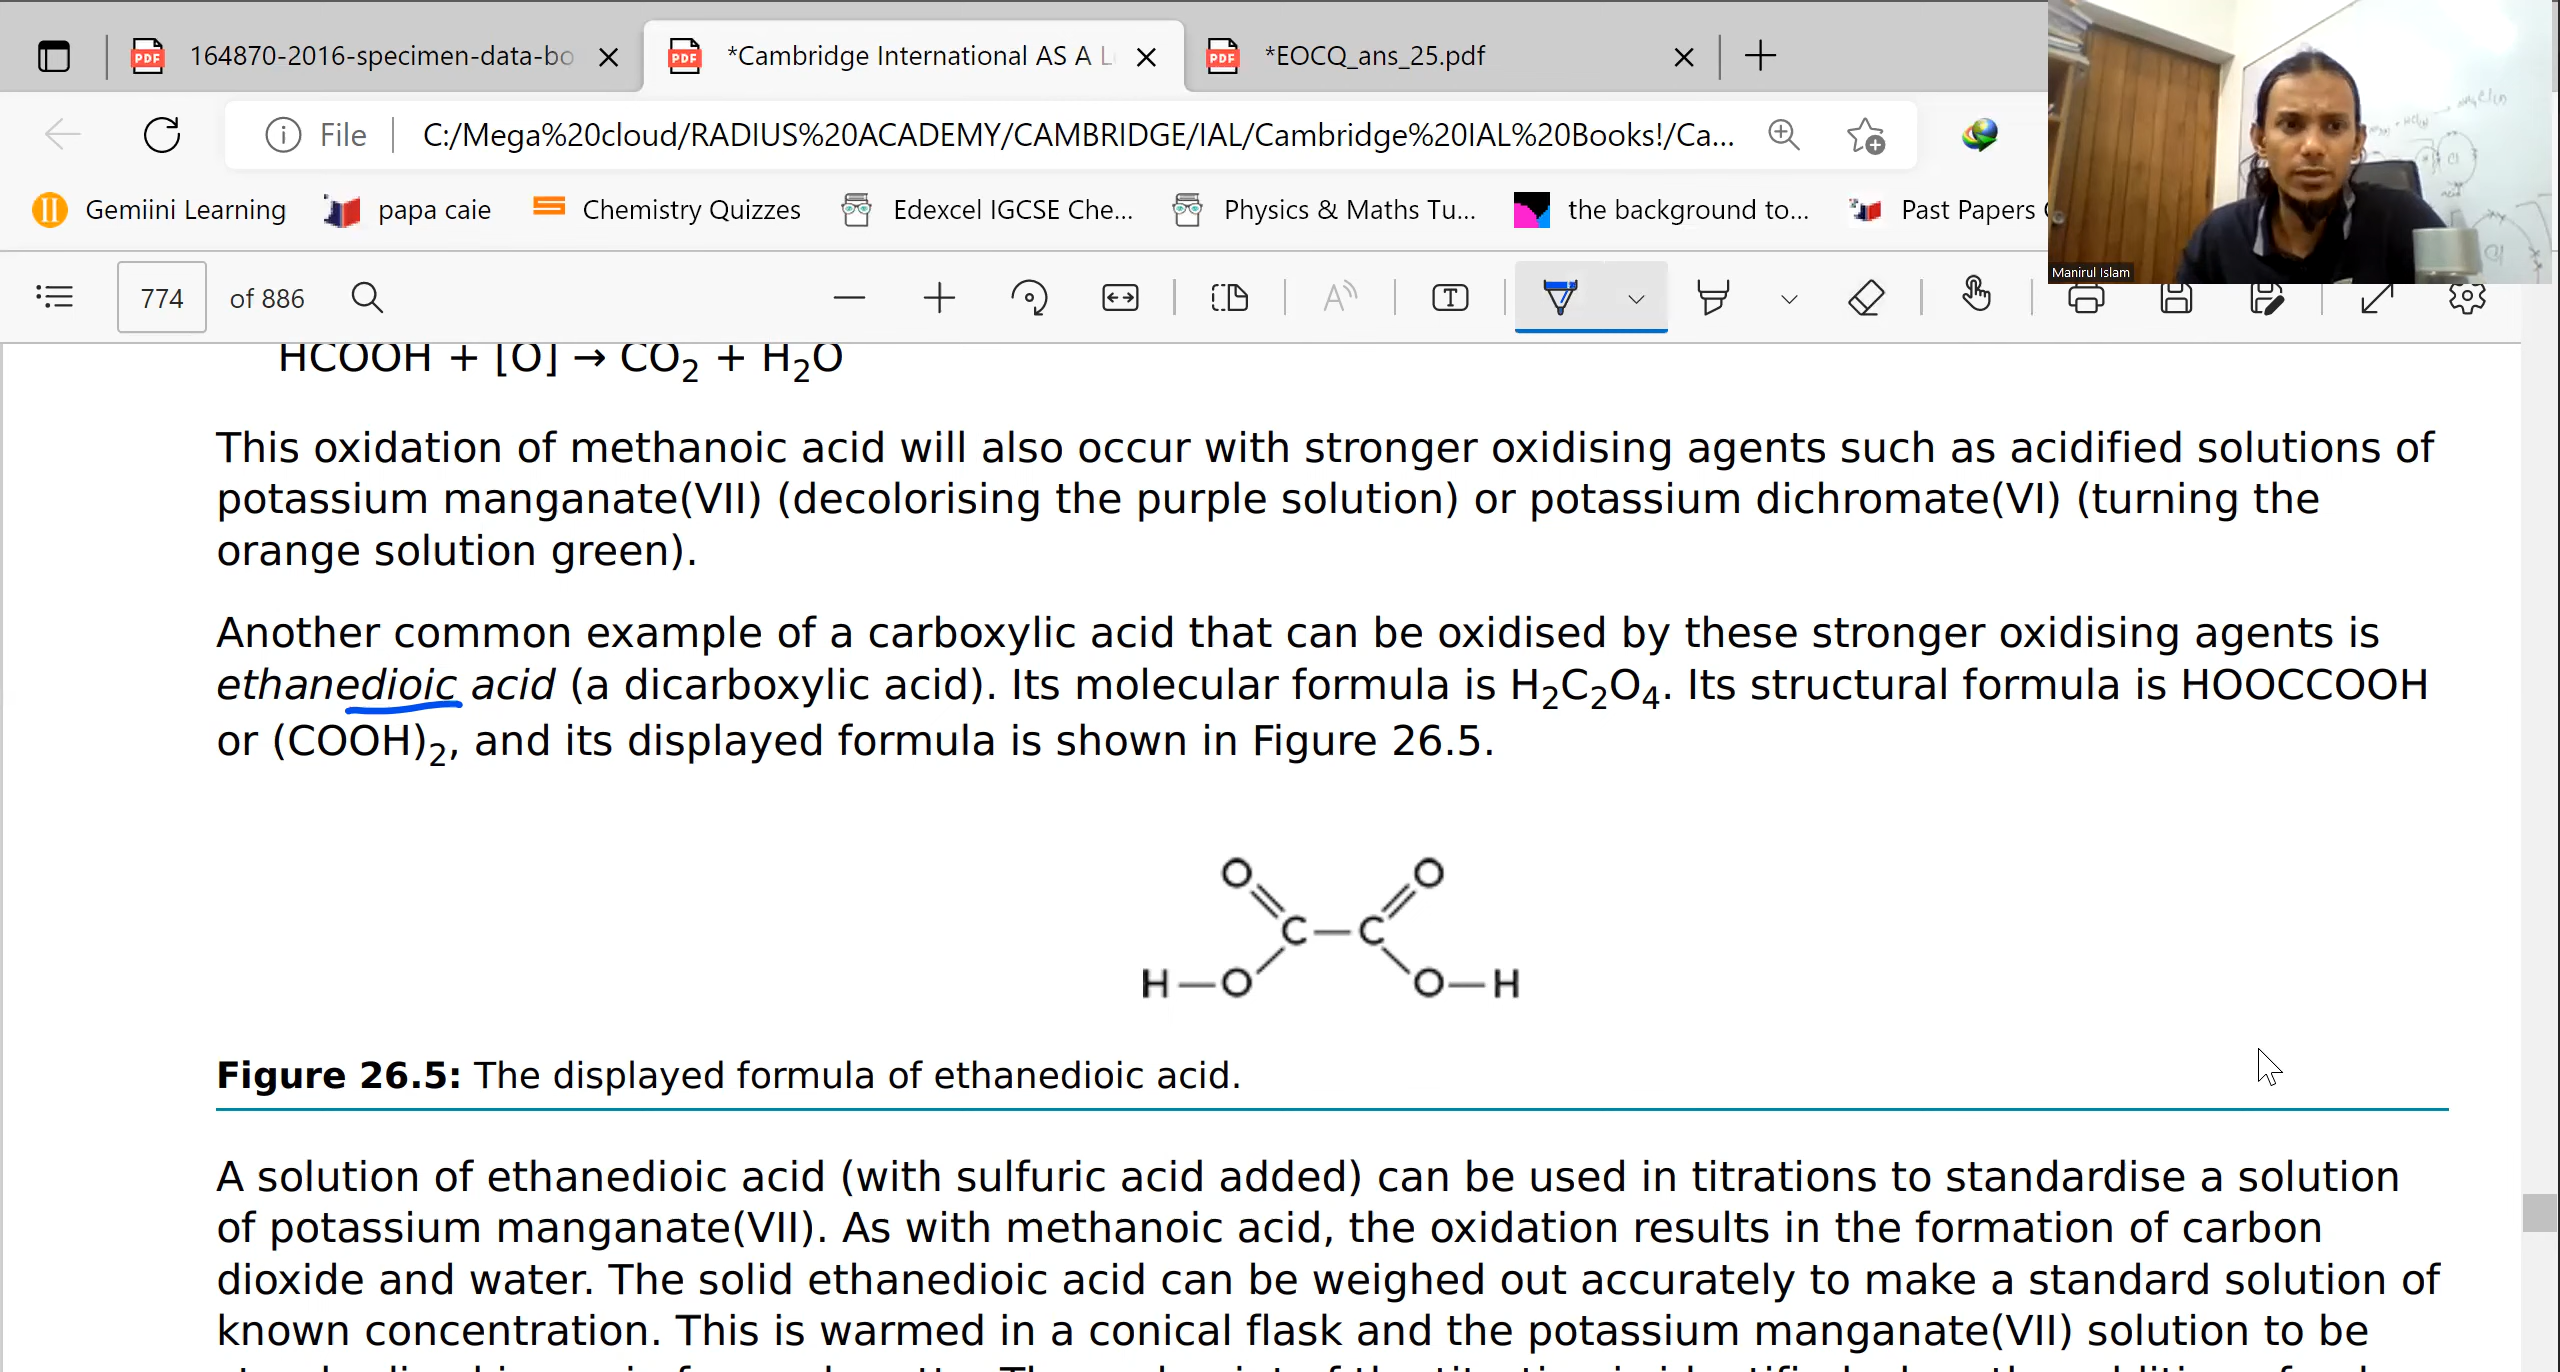 164870-2016-specimen-data-bo
*Cambridge International AS A L
*EOCQ_ans_25.pdf
File
C:/Mega%20cloud/RADIUS%20ACADEMY/CAMBRIDGE/IAL/Cambridge%20IAL%20Books!/Ca...
Gemiini Learning
papa caie
Chemistry Quizzes
Edexcel IGCSE Che...
Physics & Maths Tu...
the background to...
Past Papers
Manirul Islam
774 of 886
HCOOH + [O] → CO₂ + H₂O
This oxidation of methanoic acid will also occur with stronger oxidising agents such as acidified solutions of
potassium manganate(VII) (decolorising the purple solution) or potassium dichromate(VI) (turning the
orange solution green).
Another common example of a carboxylic acid that can be oxidised by these stronger oxidising agents is
ethanedioic acid (a dicarboxylic acid). Its molecular formula is H₂C₂O₄. Its structural formula is HOOCCOOH
or (COOH)₂, and its displayed formula is shown in Figure 26.5.
O O
C — C
H — O O — H
Figure 26.5: The displayed formula of ethanedioic acid.
A solution of ethanedioic acid (with sulfuric acid added) can be used in titrations to standardise a solution
of potassium manganate(VII). As with methanoic acid, the oxidation results in the formation of carbon
dioxide and water. The solid ethanedioic acid can be weighed out accurately to make a standard solution of
known concentration. This is warmed in a conical flask and the potassium manganate(VII) solution to be